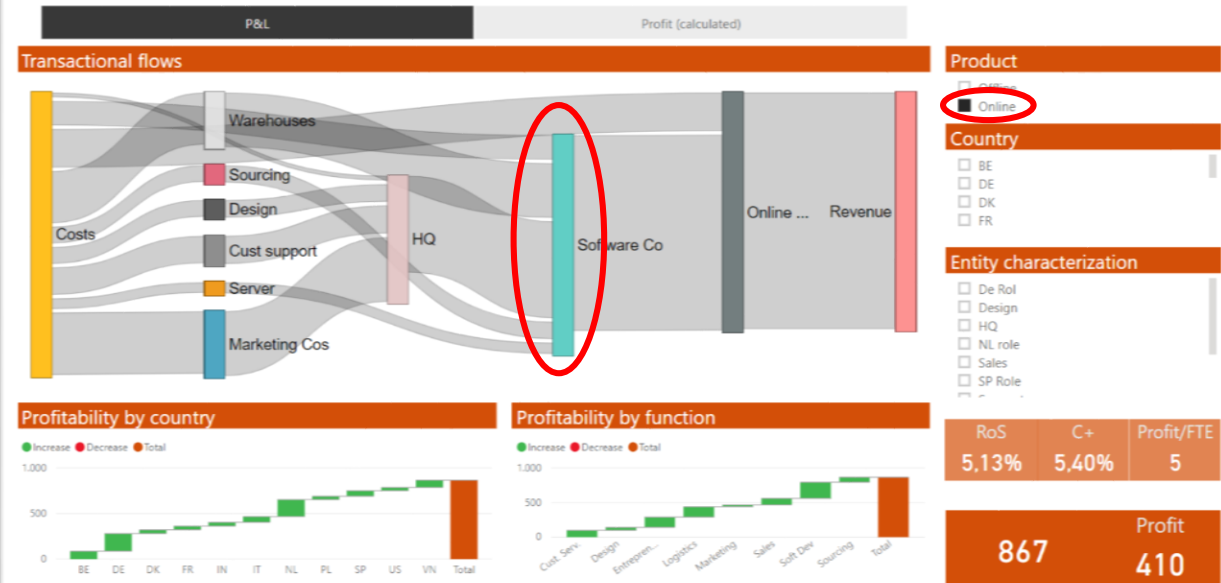 P&L
Profit (calculated)
Transactional flows
Warehouses
Sourcing
Design
Costs
Cust support
HQ
Server
Marketing Cos
Software Co
Online ...
Revenue
Product
Offline
Online
Country
BE
DE
DK
FR
Entity characterization
De Rol
Design
HQ
NL role
Sales
SP Role
Profitability by country
Increase Decrease Total
1.000
500
0
BE DE DK FR IN IT NL PL SP US VN Total
Profitability by function
Increase Decrease Total
1.000
500
0
Cust. Serv. Design Entrepren... Logistics Marketing Sales Soft Dev Sourcing Total
RoS C+ Profit/FTE
5,13% 5,40% 5
Profit
867 410